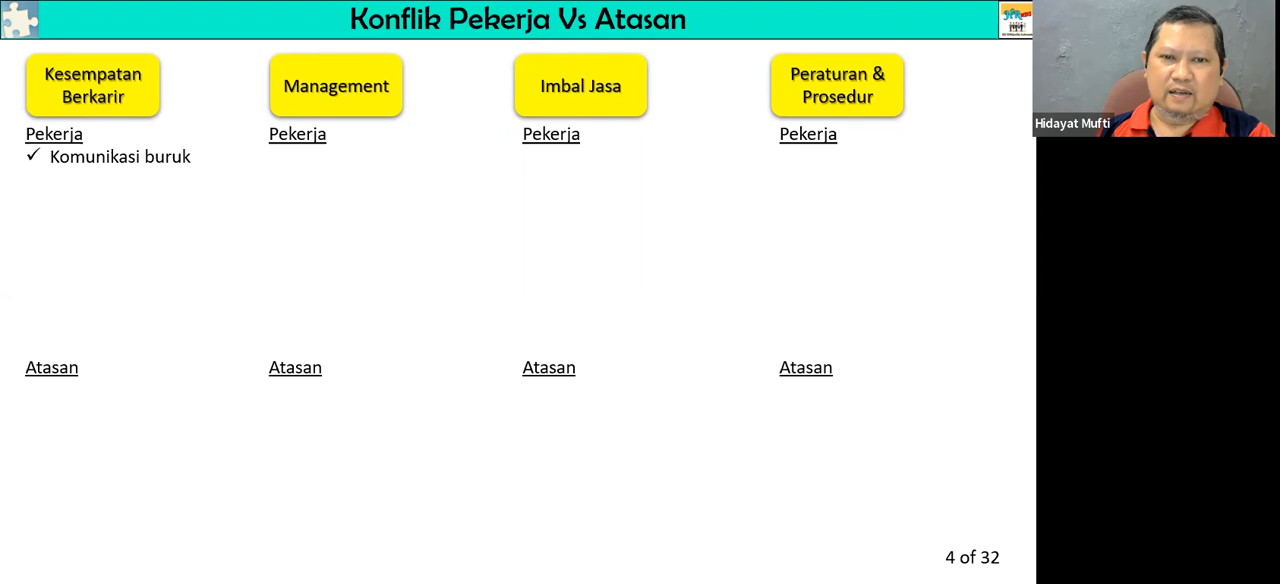 Konflik Pekerja Vs Atasan
Hidayat Mufti
Kesempatan
Berkarir
Management
Imbal Jasa
Peraturan &
Prosedur
Pekerja
Pekerja
Pekerja
Pekerja
✓ Komunikasi buruk
Atasan
Atasan
Atasan
Atasan
4 of 32